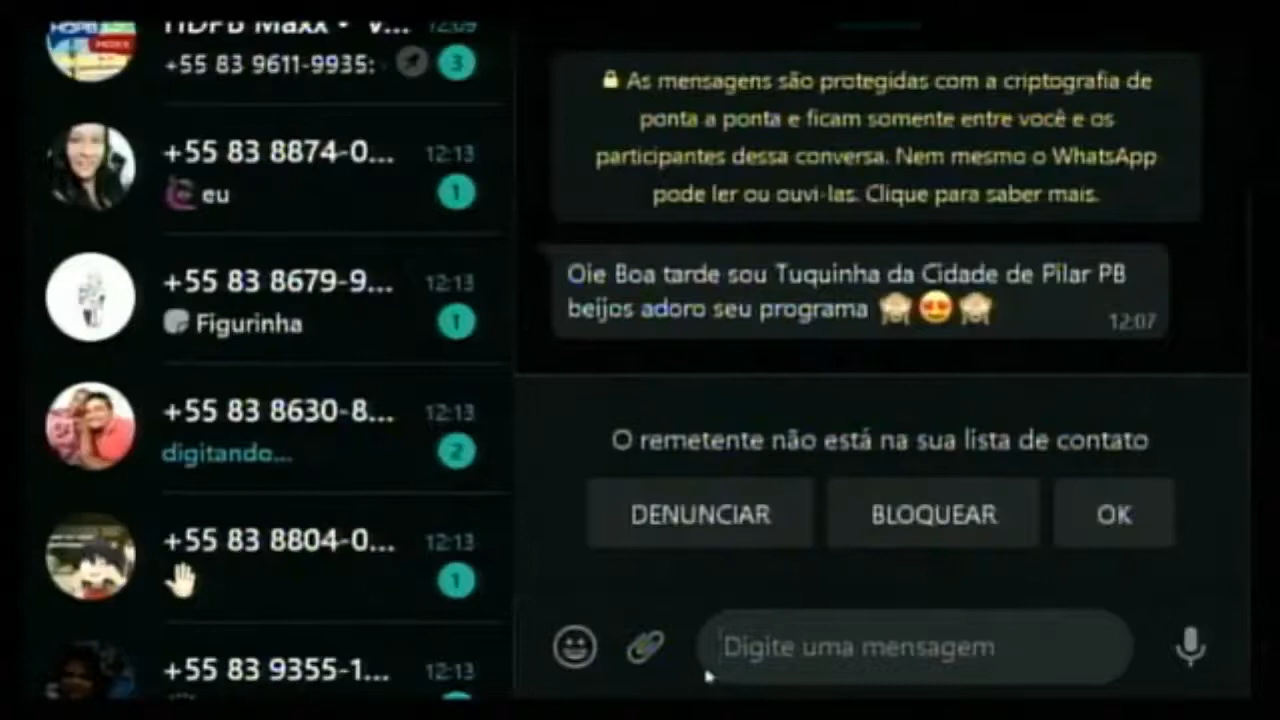 HDPB Maxx • V...
12:09
+55 83 9611-9935:
3
+55 83 8874-0...
12:13
eu
1
+55 83 8679-9...
12:13
Figurinha
1
+55 83 8630-8...
12:13
digitando...
2
+55 83 8804-0...
12:13
1
+55 83 9355-1...
12:13
As mensagens são protegidas com a criptografia de
ponta a ponta e ficam somente entre você e os
participantes dessa conversa. Nem mesmo o WhatsApp
pode ler ou ouvi-las. Clique para saber mais.
Oie Boa tarde sou Tuquinha da Cidade de Pilar PB
beijos adoro seu programa 🙈😍🙈
12:07
O remetente não está na sua lista de contato
DENUNCIAR
BLOQUEAR
OK
Digite uma mensagem